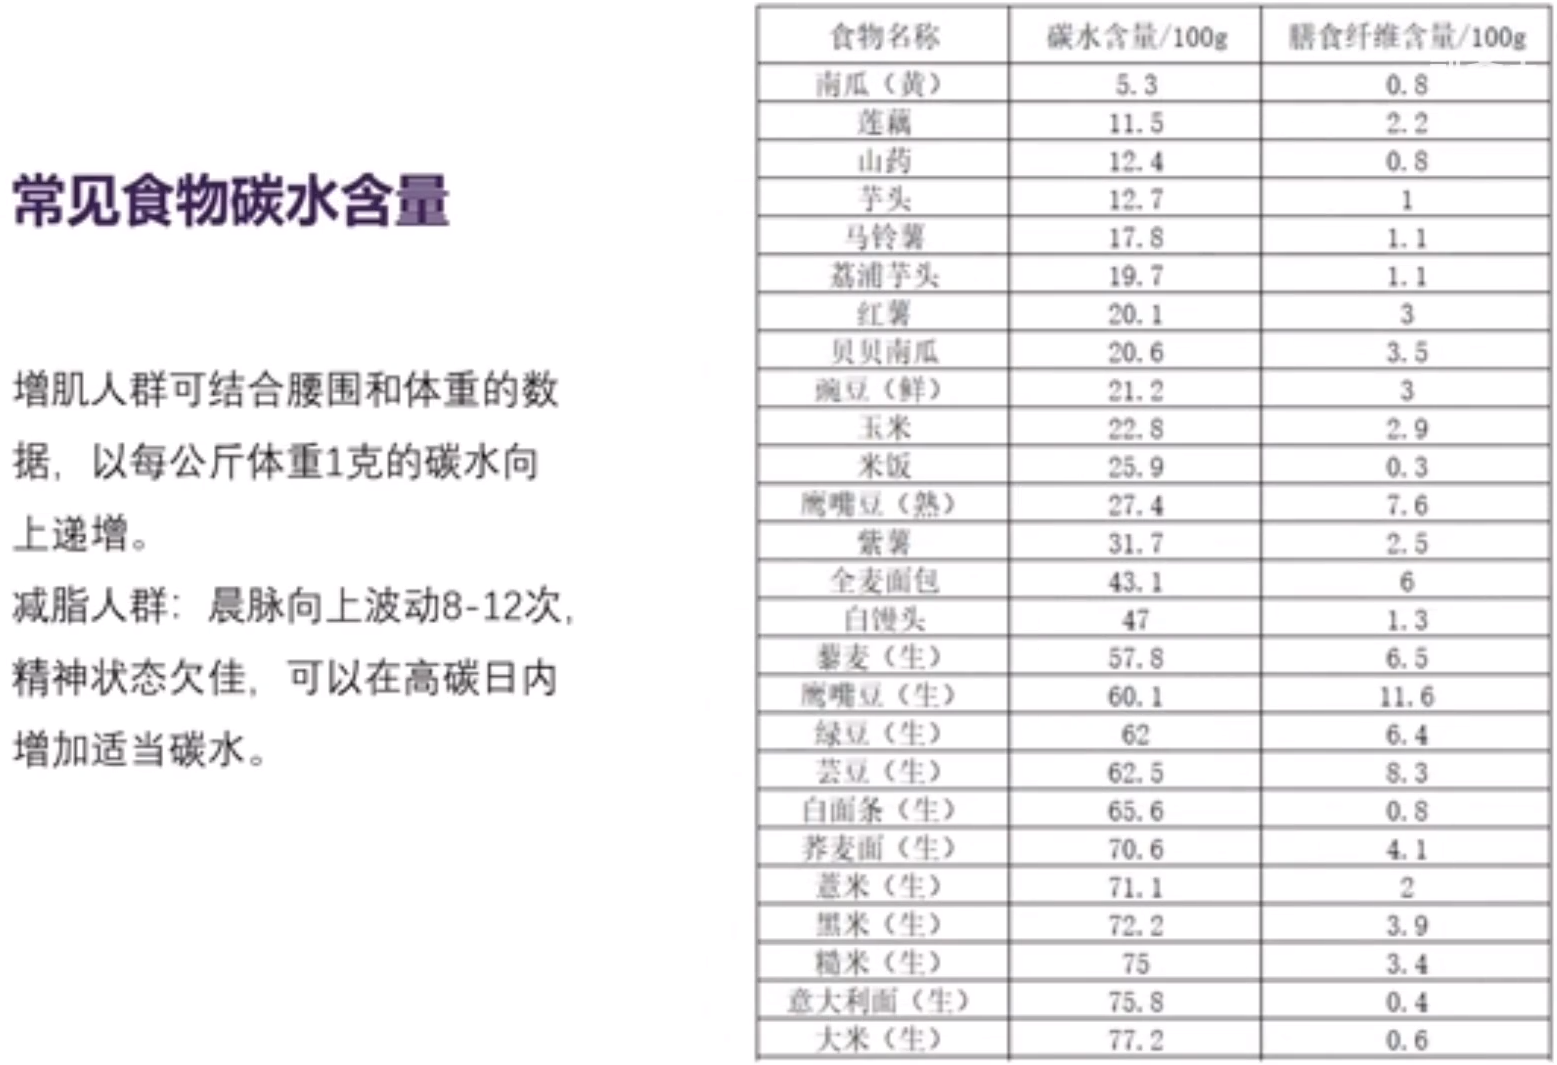 常见食物碳水含量
增肌人群可结合腰围和体重的数
据，以每公斤体重1克的碳水向
上递增。
减脂人群：晨脉向上波动8-12次，
精神状态欠佳，可以在高碳日内
增加适当碳水。
食物名称 碳水含量/100g 膳食纤维含量/100g
南瓜（黄） 5.3 0.8
莲藕 11.5 2.2
山药 12.4 0.8
芋头 12.7 1
马铃薯 17.8 1.1
荔浦芋头 19.7 1.1
红薯 20.1 3
贝贝南瓜 20.6 3.5
豌豆（鲜） 21.2 3
玉米 22.8 2.9
米饭 25.9 0.3
鹰嘴豆（熟） 27.4 7.6
紫薯 31.7 2.5
全麦面包 43.1 6
白馒头 47 1.3
藜麦（生） 57.8 6.5
鹰嘴豆（生） 60.1 11.6
绿豆（生） 62 6.4
芸豆（生） 62.5 8.3
白面条（生） 65.6 0.8
荞麦面（生） 70.6 4.1
薏米（生） 71.1 2
黑米（生） 72.2 3.9
糙米（生） 75 3.4
意大利面（生） 75.8 0.4
大米（生） 77.2 0.6